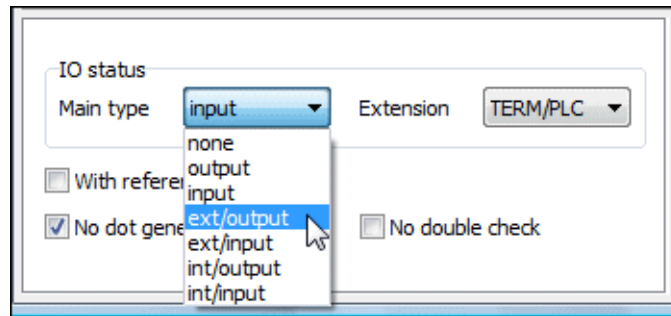 IO status
Main type input Extension TERM/PLC
none
output
With refere
input
ext/output
No dot gene No double check
ext/input
int/output
int/input